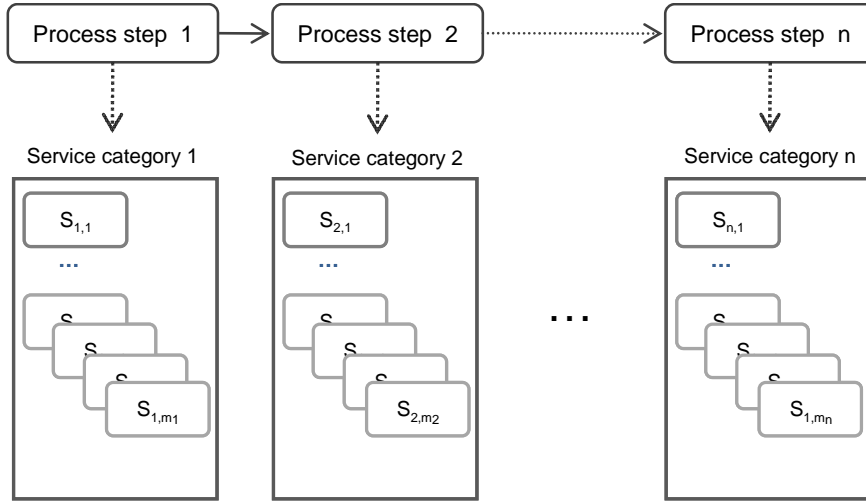 Process step 1
Process step 2
Process step n
Service category 1
Service category 2
Service category n
S1,1
S2,1
Sn,1
...
...
...
...
S
S
S
S
S
S
S
S
S
S1,m1
S2,m2
S1,mn